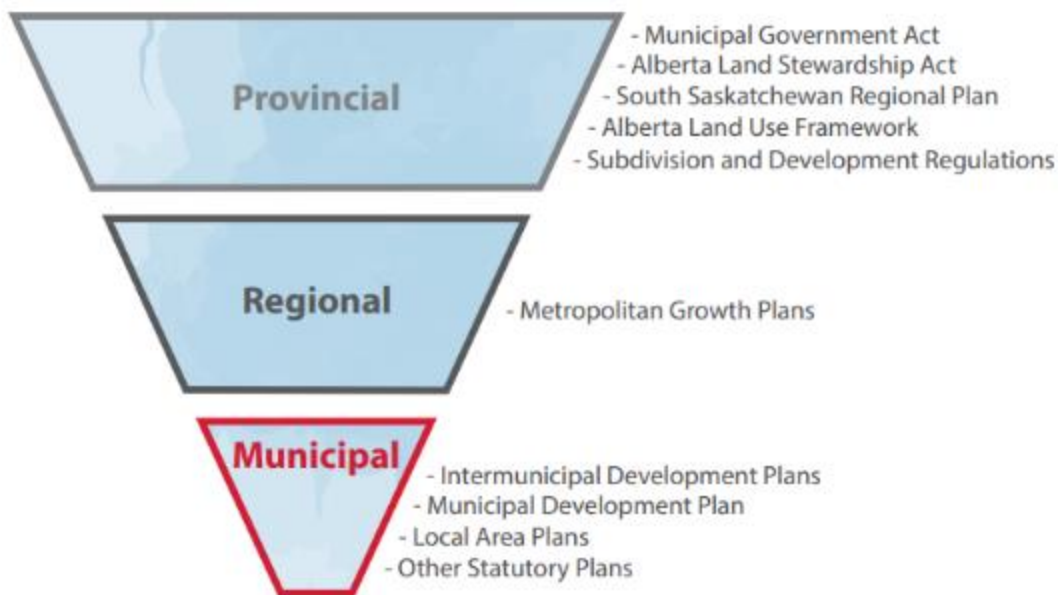 Provincial
- Municipal Government Act
- Alberta Land Stewardship Act
- South Saskatchewan Regional Plan
- Alberta Land Use Framework
- Subdivision and Development Regulations
Regional
- Metropolitan Growth Plans
Municipal
- Intermunicipal Development Plans
- Municipal Development Plan
- Local Area Plans
- Other Statutory Plans